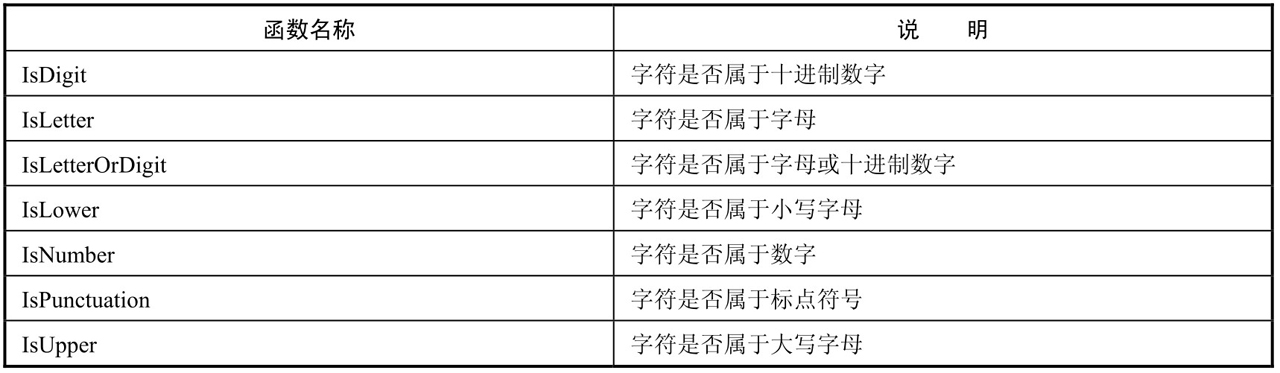 函数名称 说 明
IsDigit 字符是否属于十进制数字
IsLetter 字符是否属于字母
IsLetterOrDigit 字符是否属于字母或十进制数字
IsLower 字符是否属于小写字母
IsNumber 字符是否属于数字
IsPunctuation 字符是否属于标点符号
IsUpper 字符是否属于大写字母